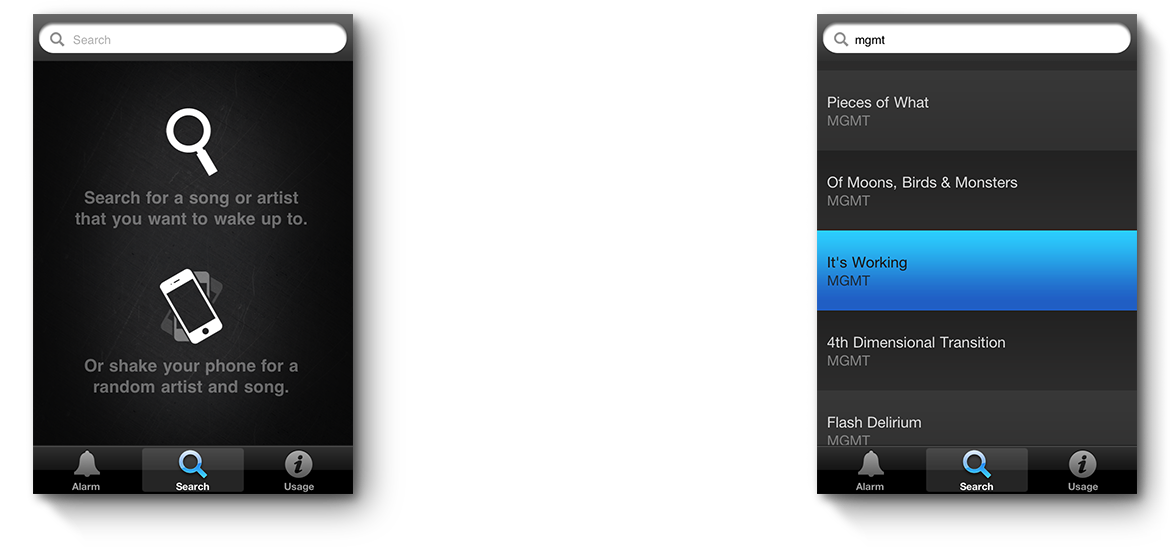 Search
Search for a song or artist
that you want to wake up to.
Or shake your phone for a
random artist and song.
Alarm
Search
Usage
mgmt
Pieces of What
MGMT
Of Moons, Birds & Monsters
MGMT
It's Working
MGMT
4th Dimensional Transition
MGMT
Flash Delirium
MGMT
Alarm
Search
Usage